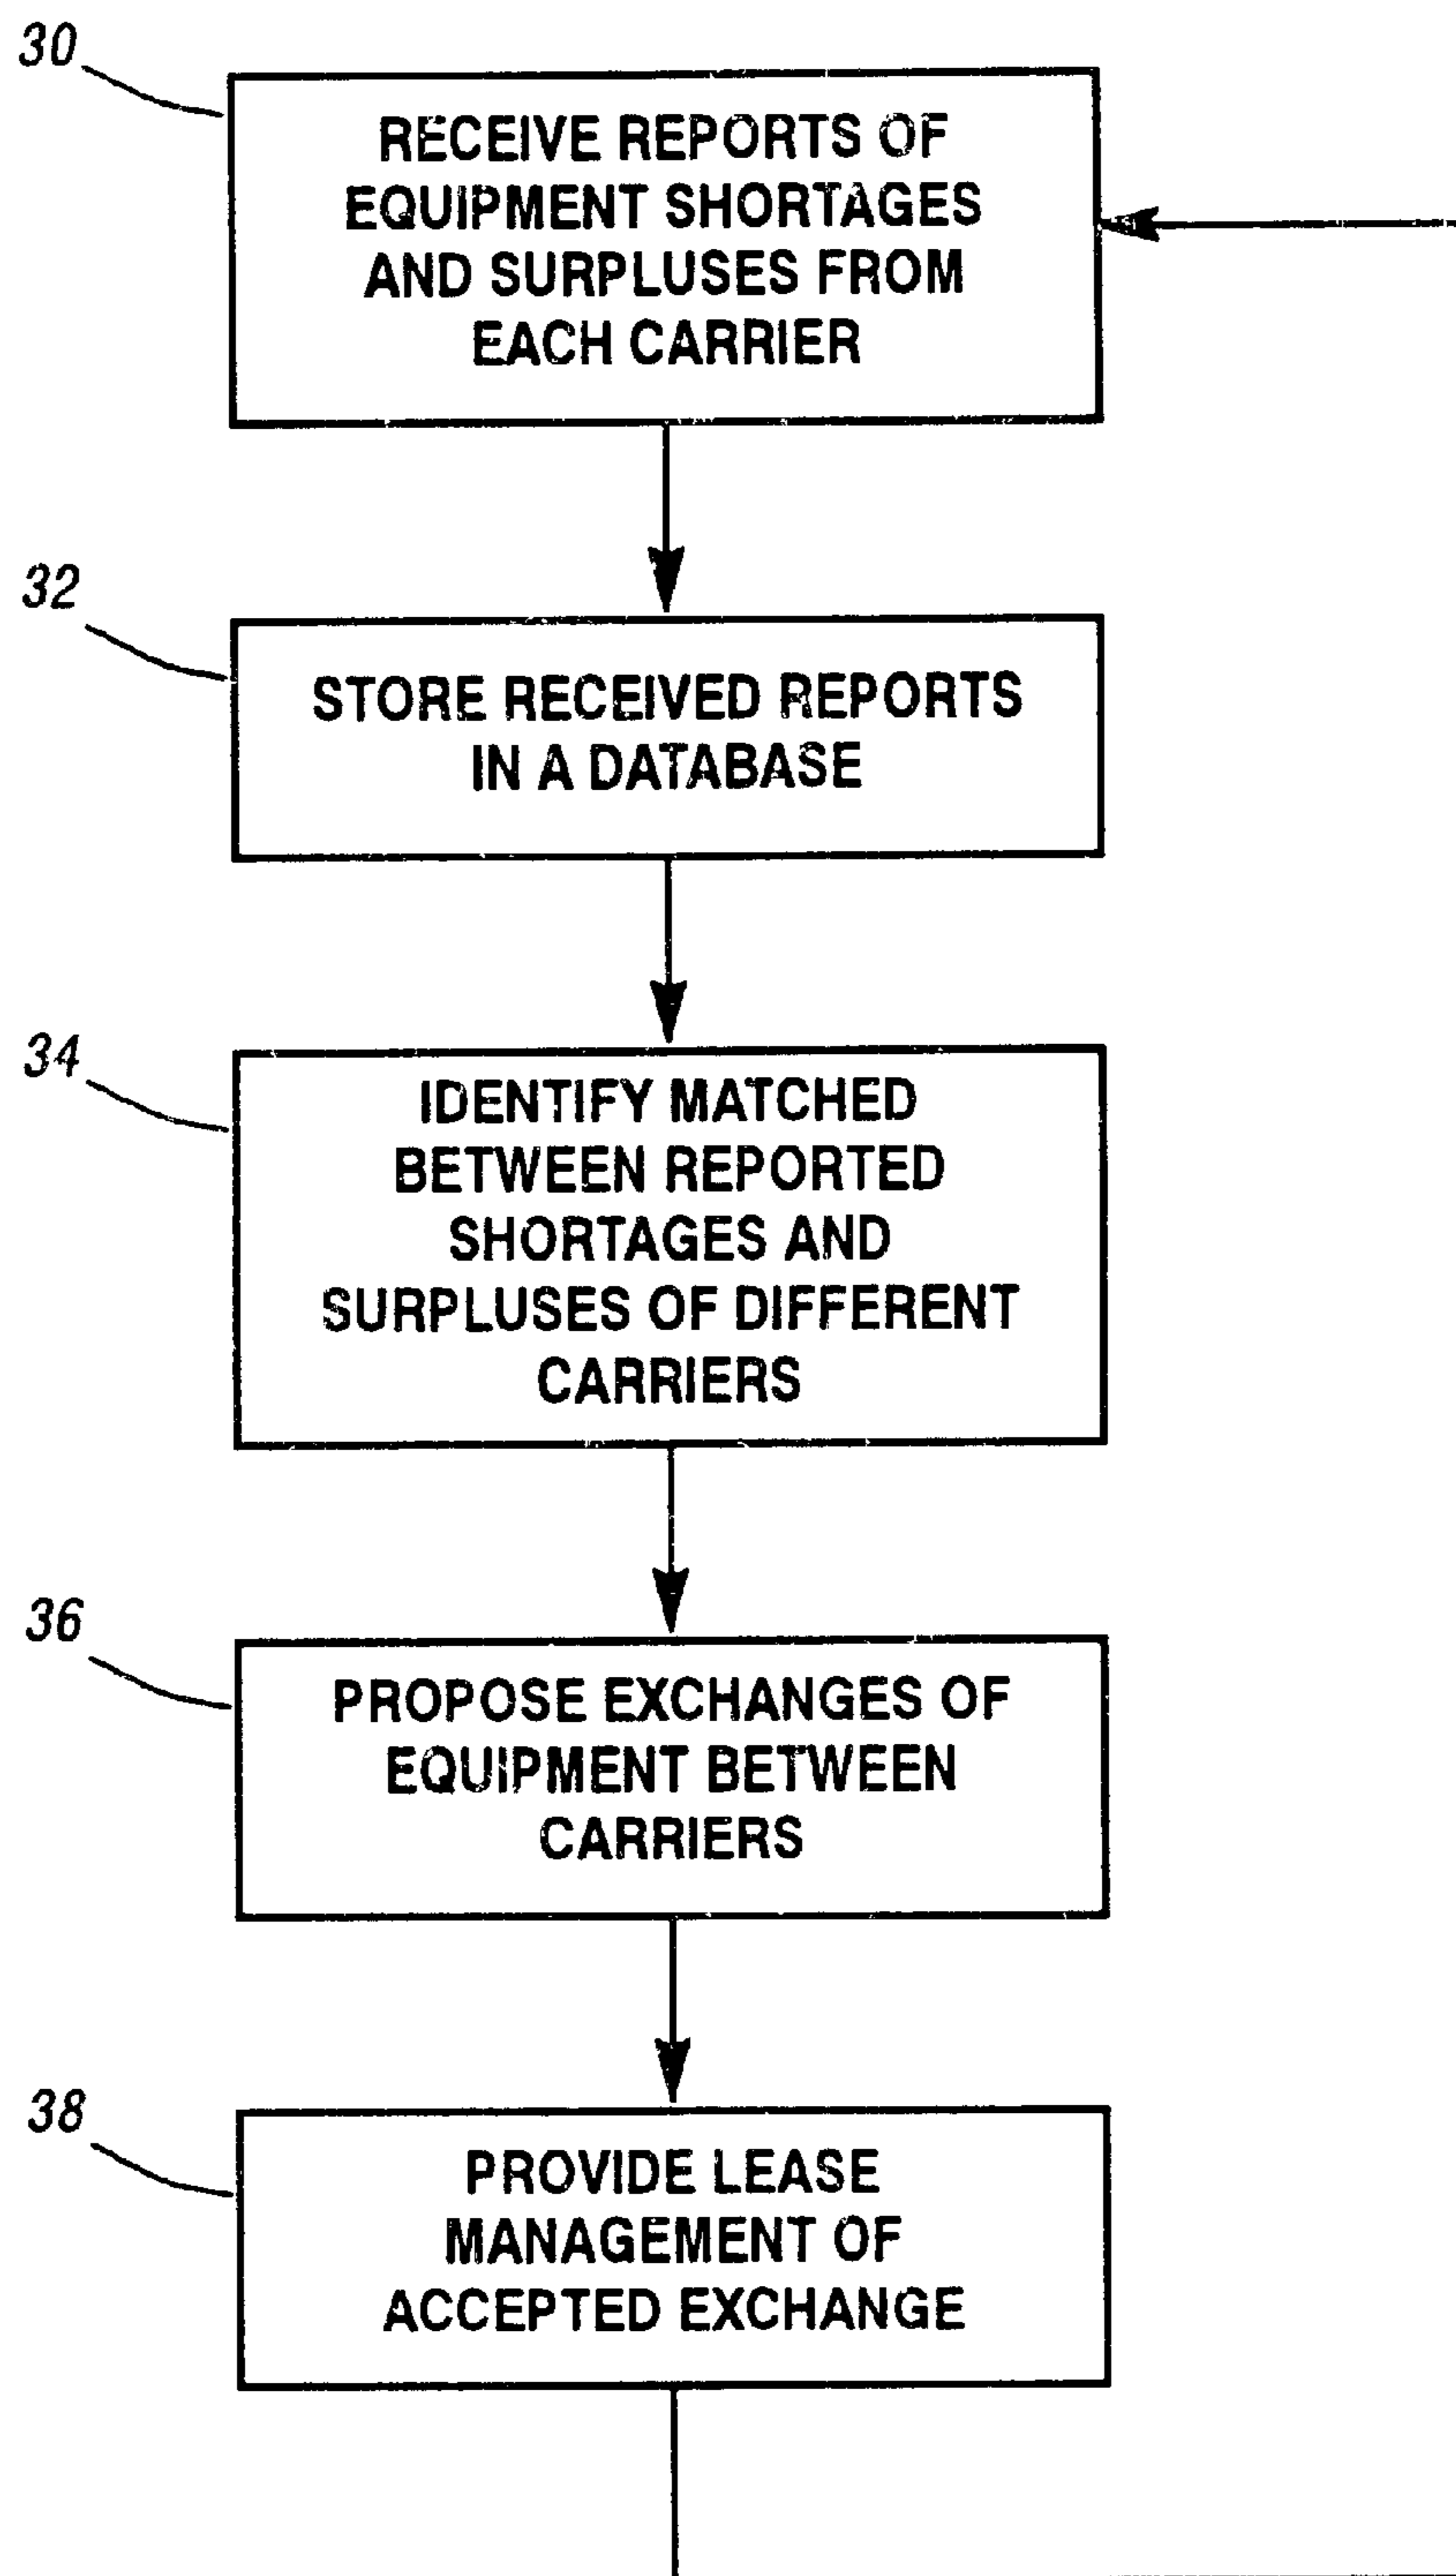 30
RECEIVE REPORTS OF
EQUIPMENT SHORTAGES
AND SURPLUSES FROM
EACH CARRIER
32
STORE RECEIVED REPORTS
IN A DATABASE
34
IDENTIFY MATCHED
BETWEEN REPORTED
SHORTAGES AND
SURPLUSES OF DIFFERENT
CARRIERS
36
PROPOSE EXCHANGES OF
EQUIPMENT BETWEEN
CARRIERS
38
PROVIDE LEASE
MANAGEMENT OF
ACCEPTED EXCHANGE